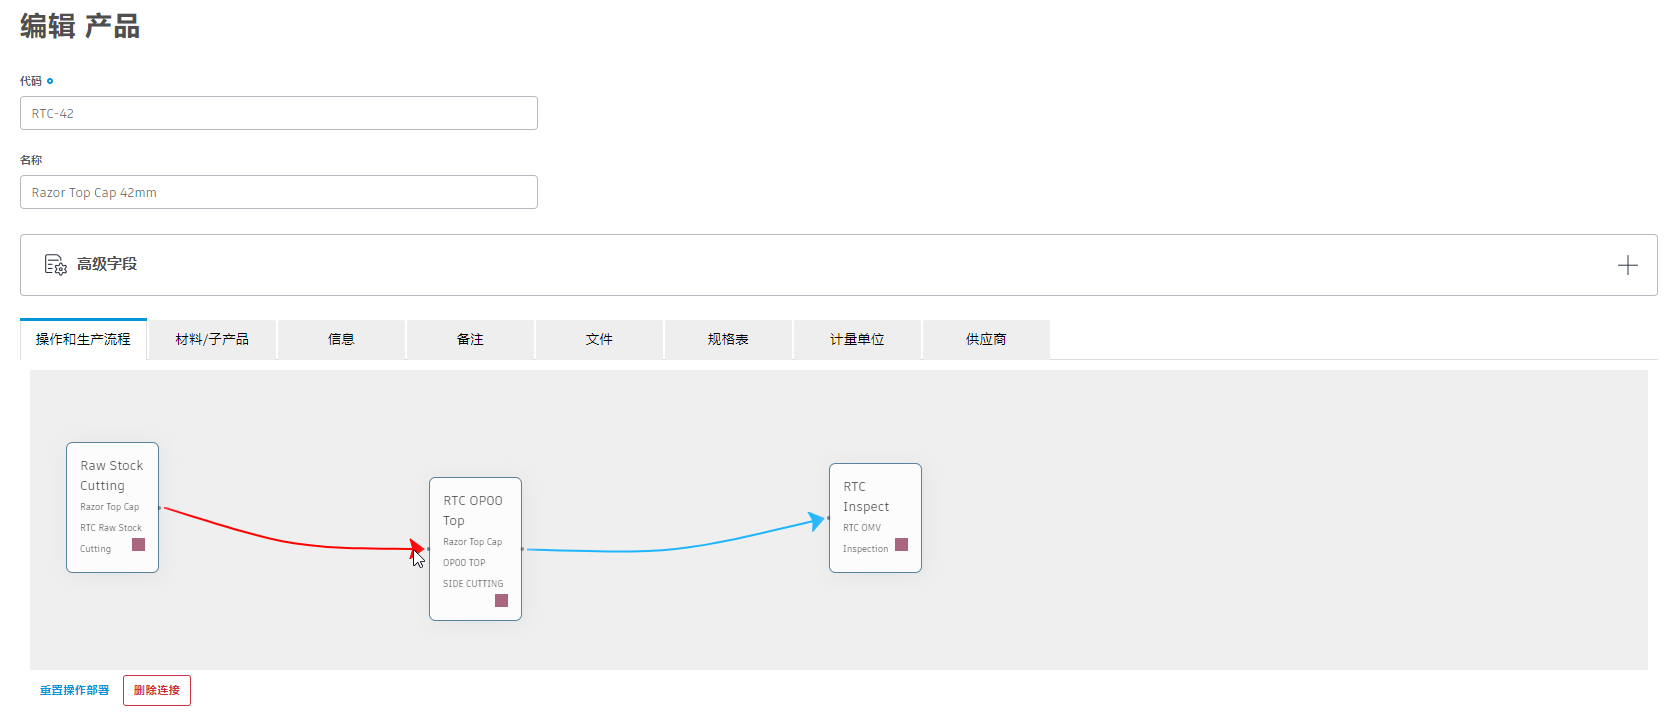 编辑 产品
代码
RTC-42
名称
Razor Top Cap 42mm
高级字段
操作和生产流程 材料/子产品 信息 备注 文件 规格表 计量单位 供应商
Raw Stock
Cutting
Razor Top Cap
RTC Raw Stock
Cutting
RTC OP00
Top
Razor Top Cap
OP00 TOP
SIDE CUTTING
RTC
Inspect
RTC OMV
Inspection
重置操作部署 删除连接